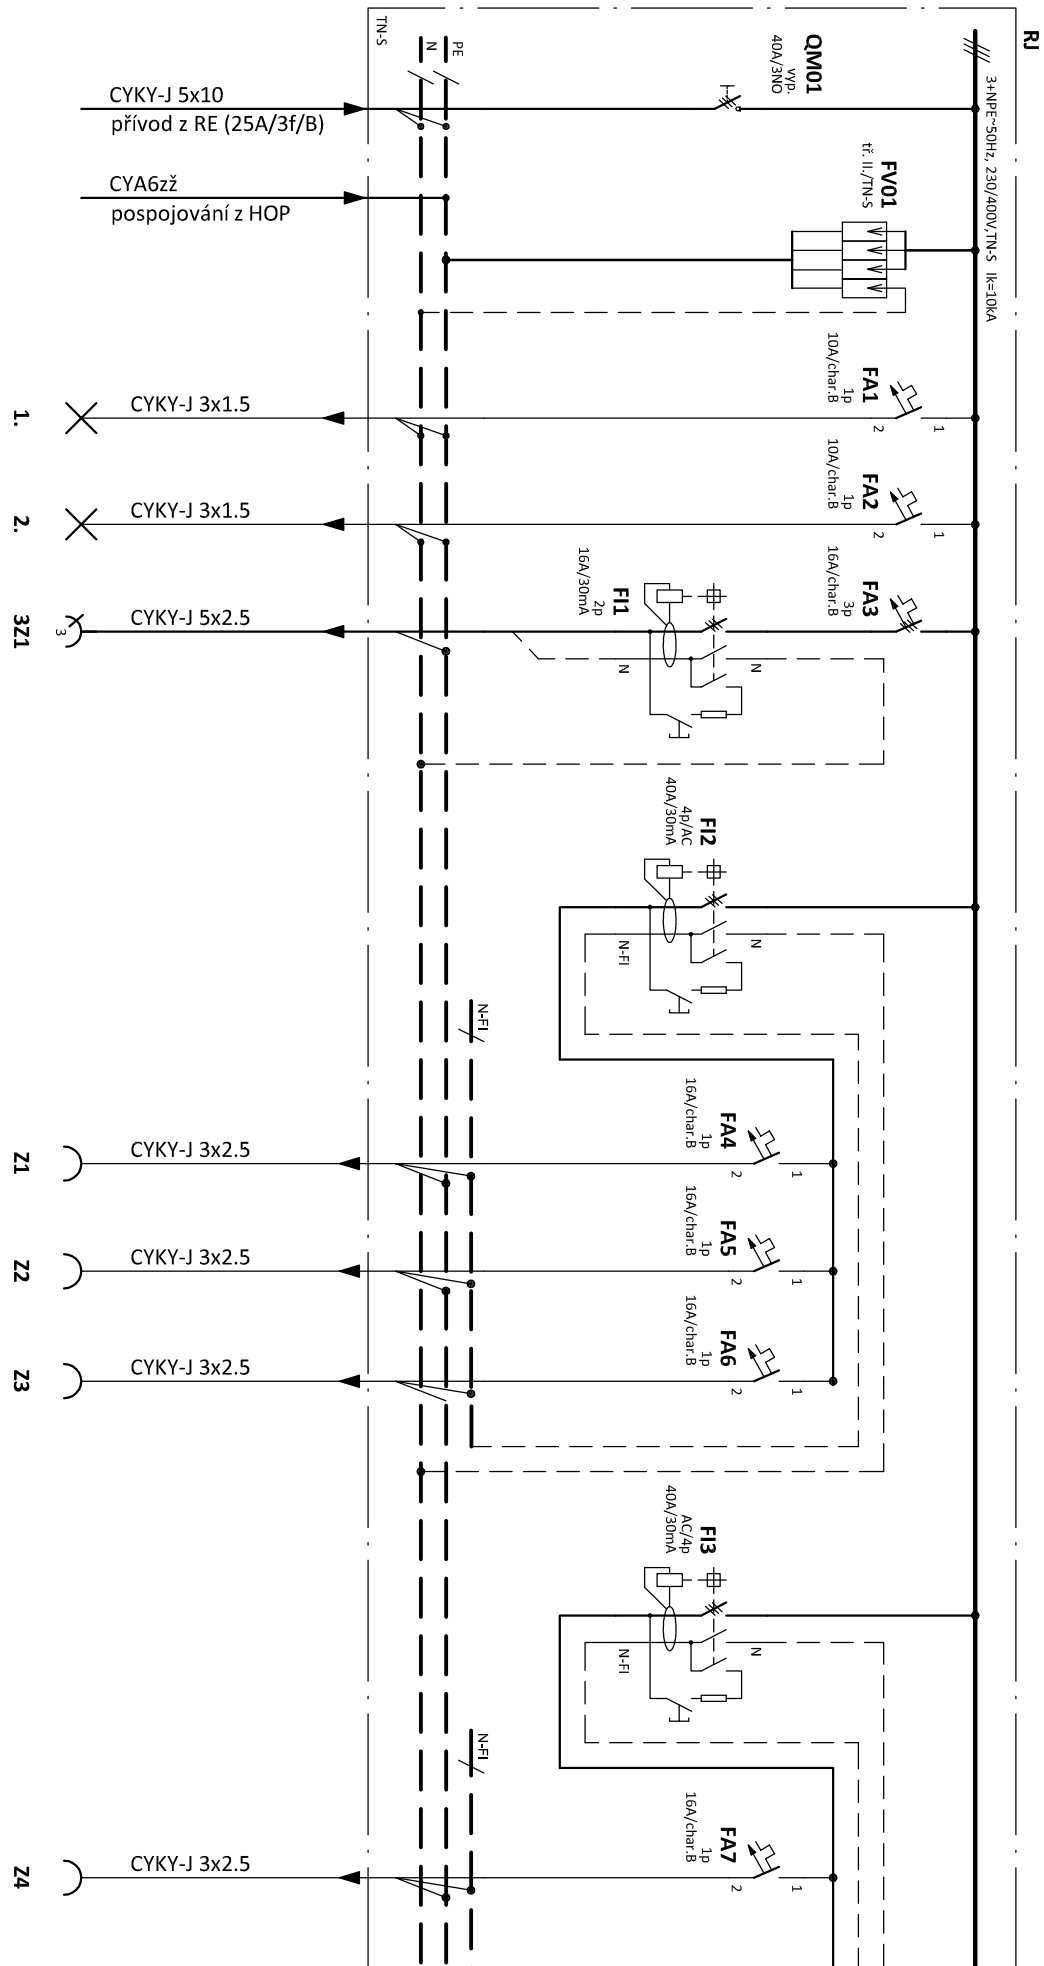 RJ
3+NPE~50Hz, 230/400V,TN-S Ik=10kA
TN-S
PE
N
QM01
vyp.
40A/3NO
CYKY-J 5x10
přívod z RE (25A/3f/B)
FV01
tř. II./TN-S
CYA6zž
pospojování z HOP
FA1
1p
10A/char.B
1
2
CYKY-J 3x1.5
1.
FA2
1p
10A/char.B
1
2
CYKY-J 3x1.5
2.
FA3
3p
16A/char.B
FI1
2p
16A/30mA
N
N
CYKY-J 5x2.5
3
3Z1
FI2
4p/AC
40A/30mA
N
N-FI
N-FI
FA4
1p
16A/char.B
1
2
CYKY-J 3x2.5
Z1
FA5
1p
16A/char.B
1
2
CYKY-J 3x2.5
Z2
FA6
1p
16A/char.B
1
2
CYKY-J 3x2.5
Z3
FI3
AC/4p
40A/30mA
N
N-FI
N-FI
FA7
1p
16A/char.B
1
2
CYKY-J 3x2.5
Z4